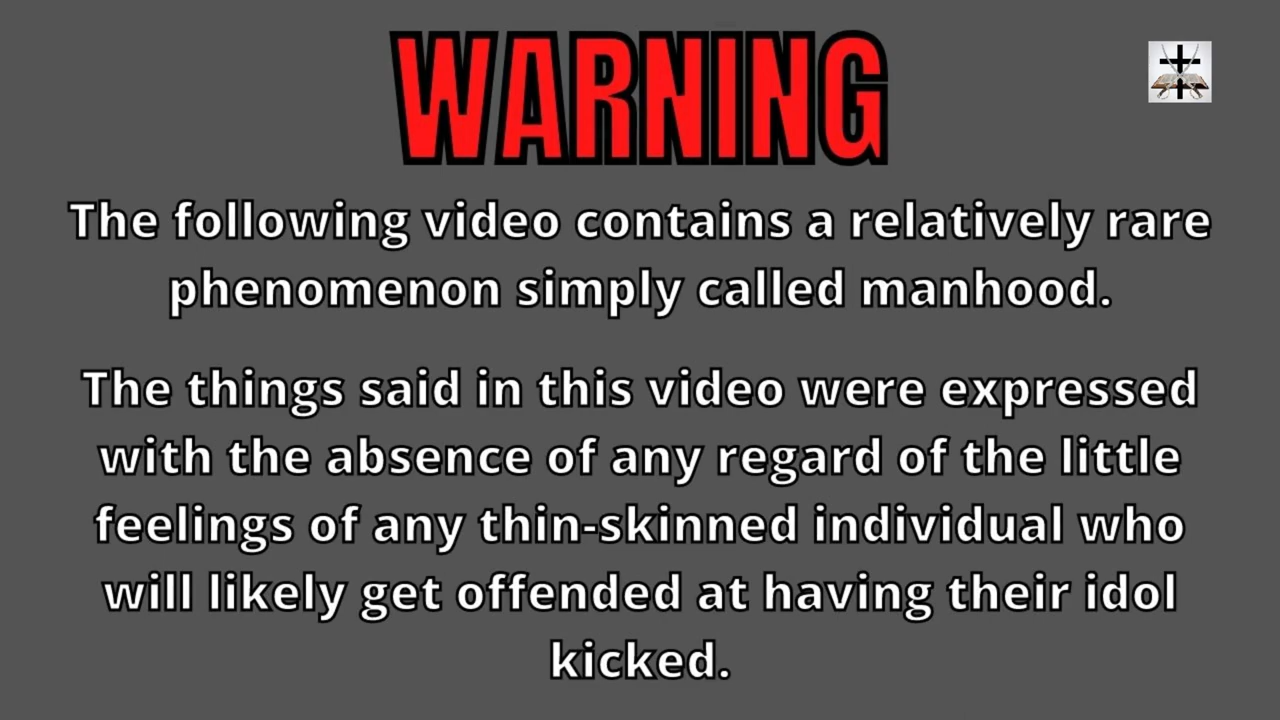 WARNING
The following video contains a relatively rare
phenomenon simply called manhood.
The things said in this video were expressed
with the absence of any regard of the little
feelings of any thin-skinned individual who
will likely get offended at having their idol
kicked.